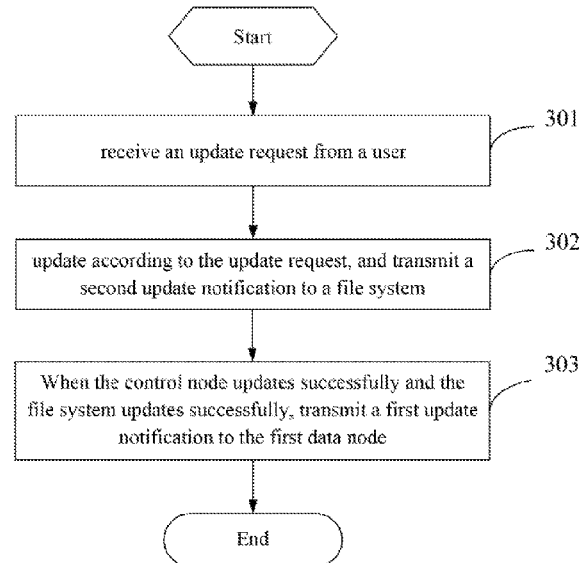 Start
receive an update request from a user
301
update according to the update request, and transmit a
second update notification to a file system
302
When the control node updates successfully and the
file system updates successfully, transmit a first update
notification to the first data node
303
End